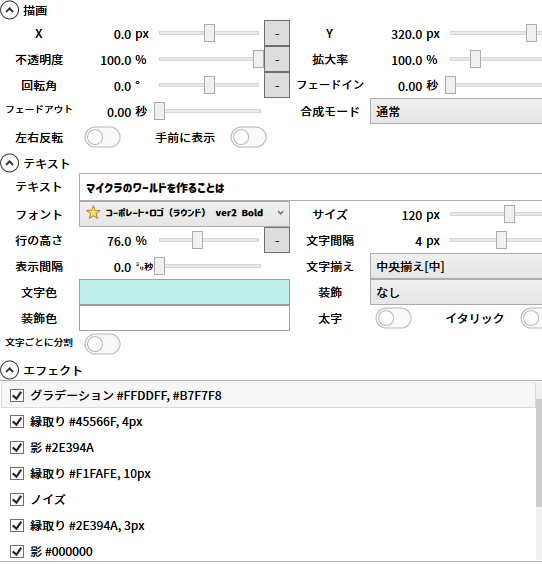 描画
X 0.0 px - Y 320.0 px
不透明度 100.0 % - 拡大率 100.0 %
回転角 0.0 ° - フェードイン 0.00 秒
フェードアウト 0.00 秒 合成モード 通常
左右反転 手前に表示
テキスト
テキスト マイクラのワールドを作ることは
フォント コーポレート・ロゴ（ラウンド） ver2 Bold サイズ 120 px
行の高さ 76.0 % - 文字間隔 4 px
表示間隔 0.0 文字揃え 中央揃え[中]
文字色 装飾 なし
装飾色 太字 イタリック
文字ごとに分割
エフェクト
グラデーション #FFDDFF, #B7F7F8
縁取り #45566F, 4px
影 #2E394A
縁取り #F1FAFE, 10px
ノイズ
縁取り #2E394A, 3px
影 #000000